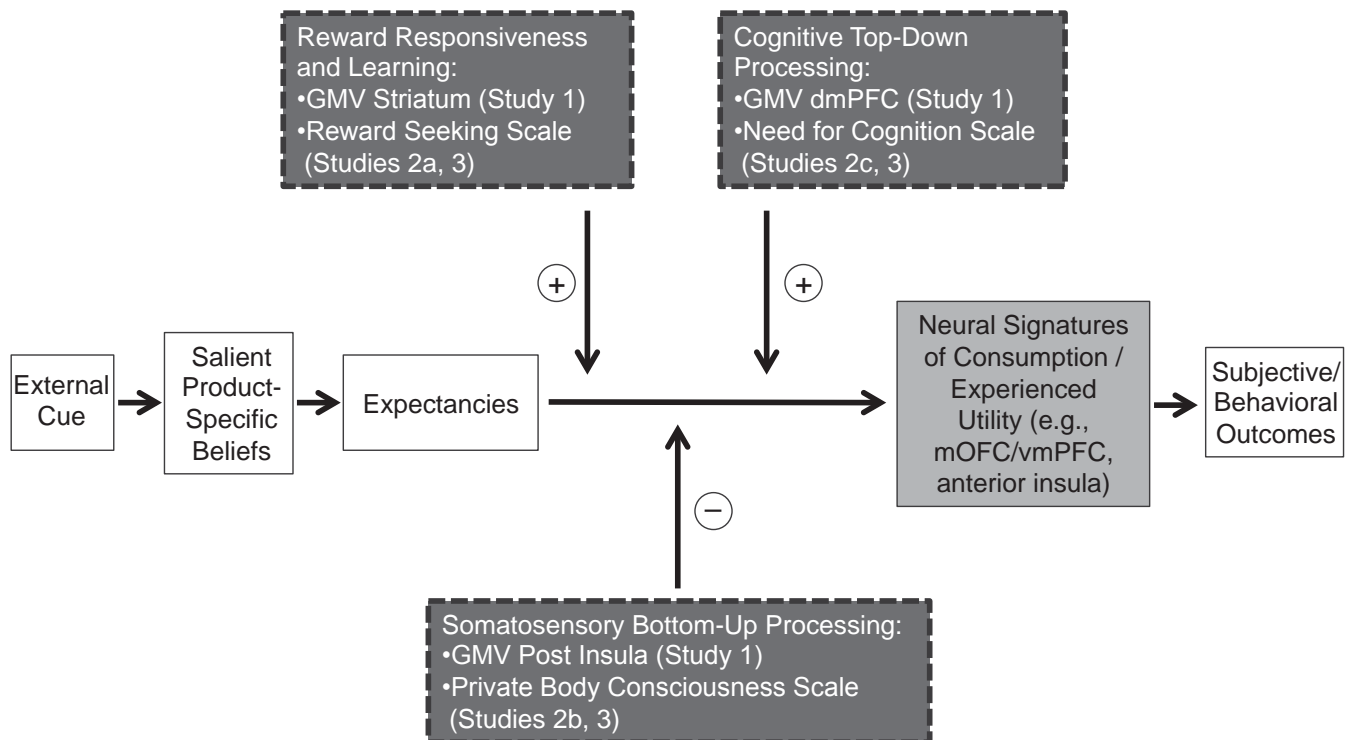 Reward Responsiveness
and Learning:
•GMV Striatum (Study 1)
•Reward Seeking Scale
(Studies 2a, 3)
Cognitive Top-Down
Processing:
•GMV dmPFC (Study 1)
•Need for Cognition Scale
(Studies 2c, 3)
+
+
External
Cue
Salient
Product-
Specific
Beliefs
Expectancies
Neural Signatures
of Consumption /
Experienced
Utility (e.g.,
mOFC/vmPFC,
anterior insula)
Subjective/
Behavioral
Outcomes
−
Somatosensory Bottom-Up Processing:
•GMV Post Insula (Study 1)
•Private Body Consciousness Scale
(Studies 2b, 3)